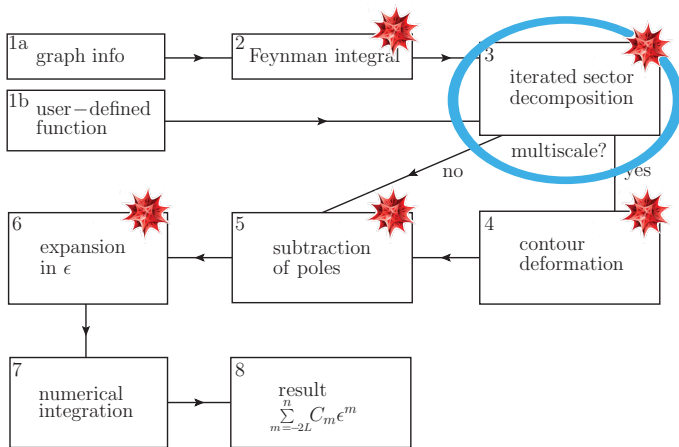 1a
graph info
2
Feynman integral
3
iterated sector
decomposition
1b
user−defined
function
multiscale?
no
yes
6
expansion
in ϵ
5
subtraction
of poles
4
contour
deformation
7
numerical
integration
8
result
n
∑ C_m ϵ^m
m=−2L